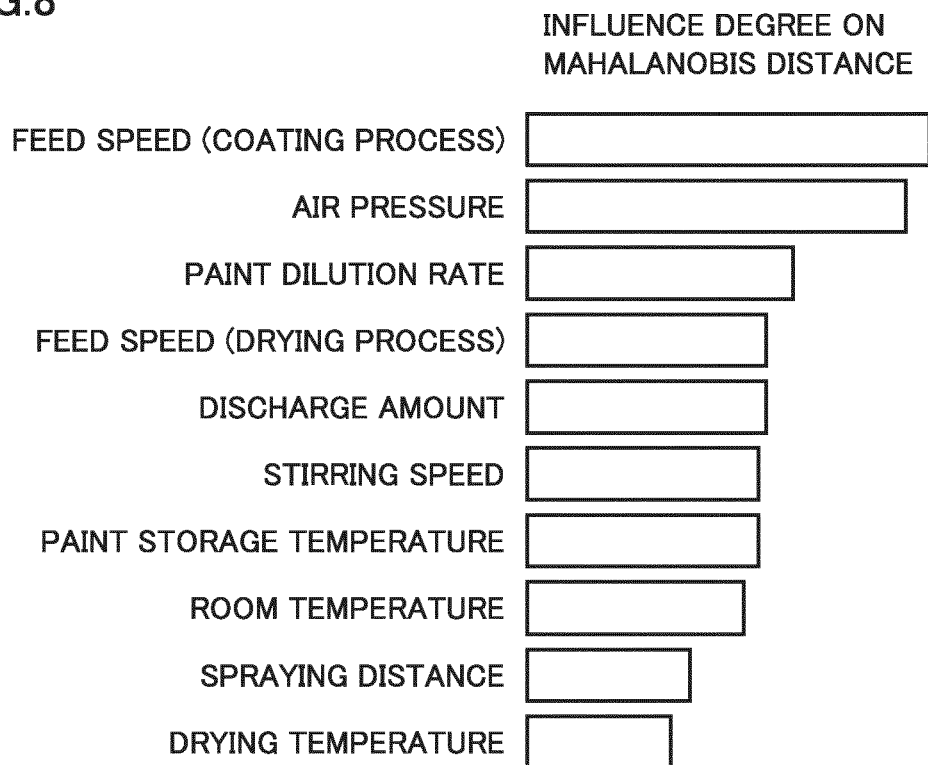 G.8
INFLUENCE DEGREE ON
MAHALANOBIS DISTANCE
FEED SPEED (COATING PROCESS)
AIR PRESSURE
PAINT DILUTION RATE
FEED SPEED (DRYING PROCESS)
DISCHARGE AMOUNT
STIRRING SPEED
PAINT STORAGE TEMPERATURE
ROOM TEMPERATURE
SPRAYING DISTANCE
DRYING TEMPERATURE